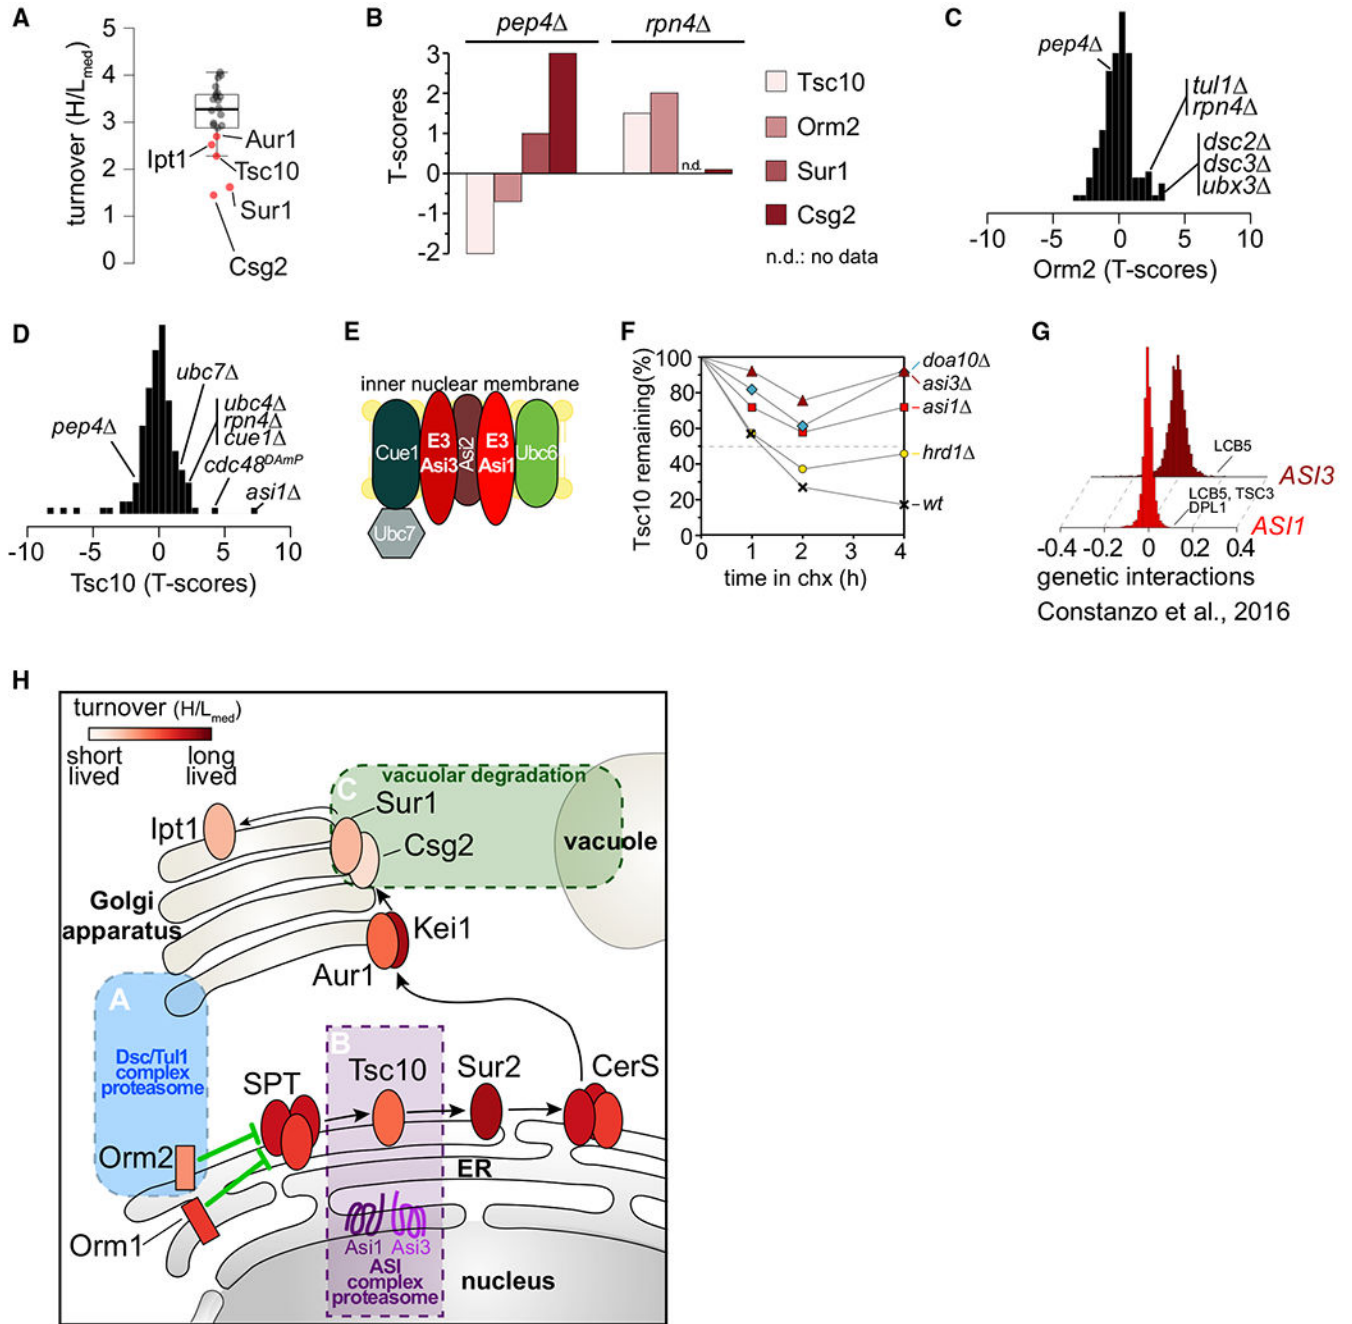 A
turnover (H/Lmed)
5
4
3
2
1
0
Aur1
Ipt1
Tsc10
Sur1
Csg2
B
pep4Δ
rpn4Δ
T-scores
3
2
1
0
-1
-2
n.d.
Tsc10
Orm2
Sur1
Csg2
n.d.: no data
C
pep4Δ
tul1Δ
rpn4Δ
dsc2Δ
dsc3Δ
ubx3Δ
-10 -5 0 5 10
Orm2 (T-scores)
D
pep4Δ
ubc7Δ
ubc4Δ
rpn4Δ
cue1Δ
cdc48DAmP
asi1Δ
-10 -5 0 5 10
Tsc10 (T-scores)
E
inner nuclear membrane
Cue1
E3
Asi3
Asi2
E3
Asi1
Ubc6
Ubc7
F
Tsc10 remaining(%)
100
80
60
40
20
0
0 1 2 3 4
time in chx (h)
doa10Δ
asi3Δ
asi1Δ
hrd1Δ
wt
G
LCB5
ASI3
LCB5, TSC3
DPL1
ASI1
-0.4 -0.2 0 0.2 0.4
genetic interactions
Constanzo et al., 2016
H
turnover (H/Lmed)
short
lived
long
lived
C
vacuolar degradation
Sur1
Ipt1
Csg2
vacuole
Golgi
apparatus
Kei1
Aur1
A
Dsc/Tul1
complex
proteasome
B
SPT
Tsc10
Sur2
CerS
Orm2
ER
Orm1
Asi1 Asi3
ASI
complex
proteasome
nucleus